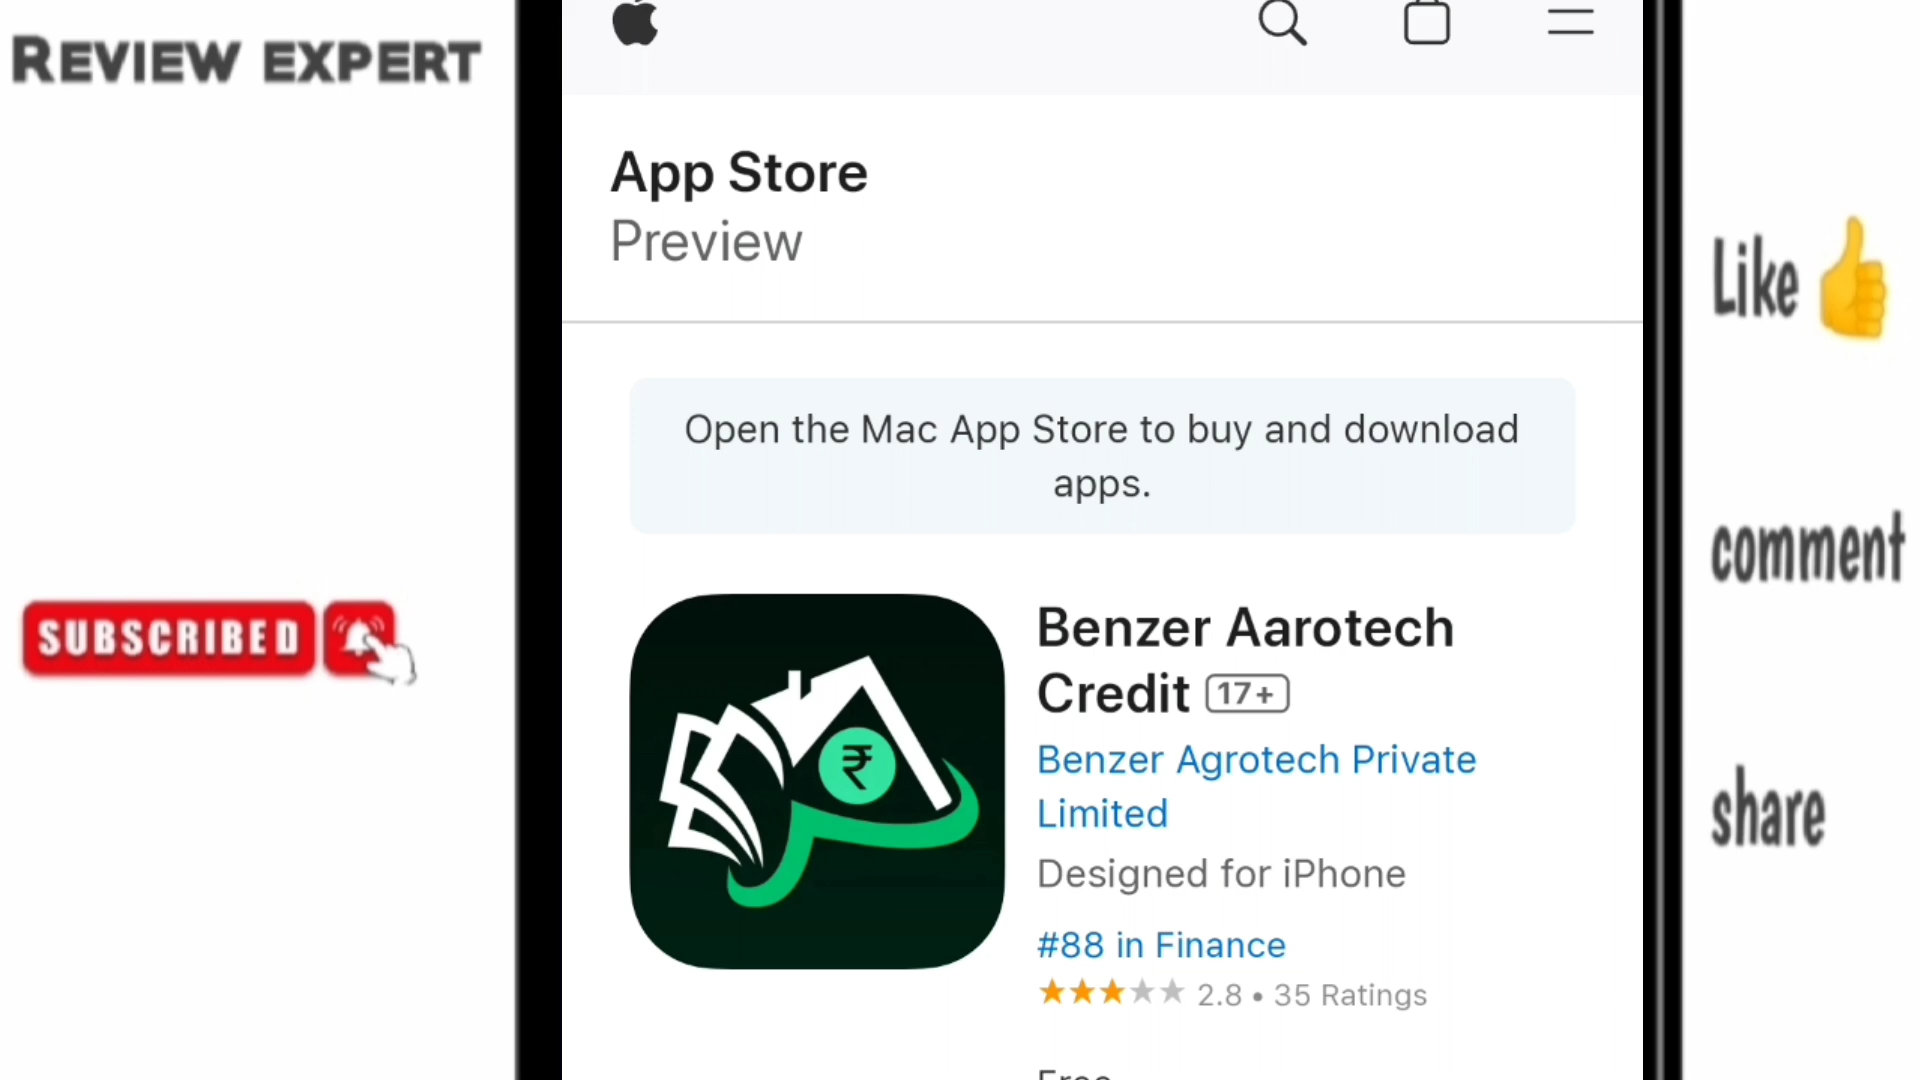 REVIEW EXPERT
SUBSCRIBED
App Store
Preview
Open the Mac App Store to buy and download
apps.
₹
Benzer Aarotech
Credit 17+
Benzer Agrotech Private
Limited
Designed for iPhone
#88 in Finance
★★★★★ 2.8 • 35 Ratings
Free
Like 👍
comment
share